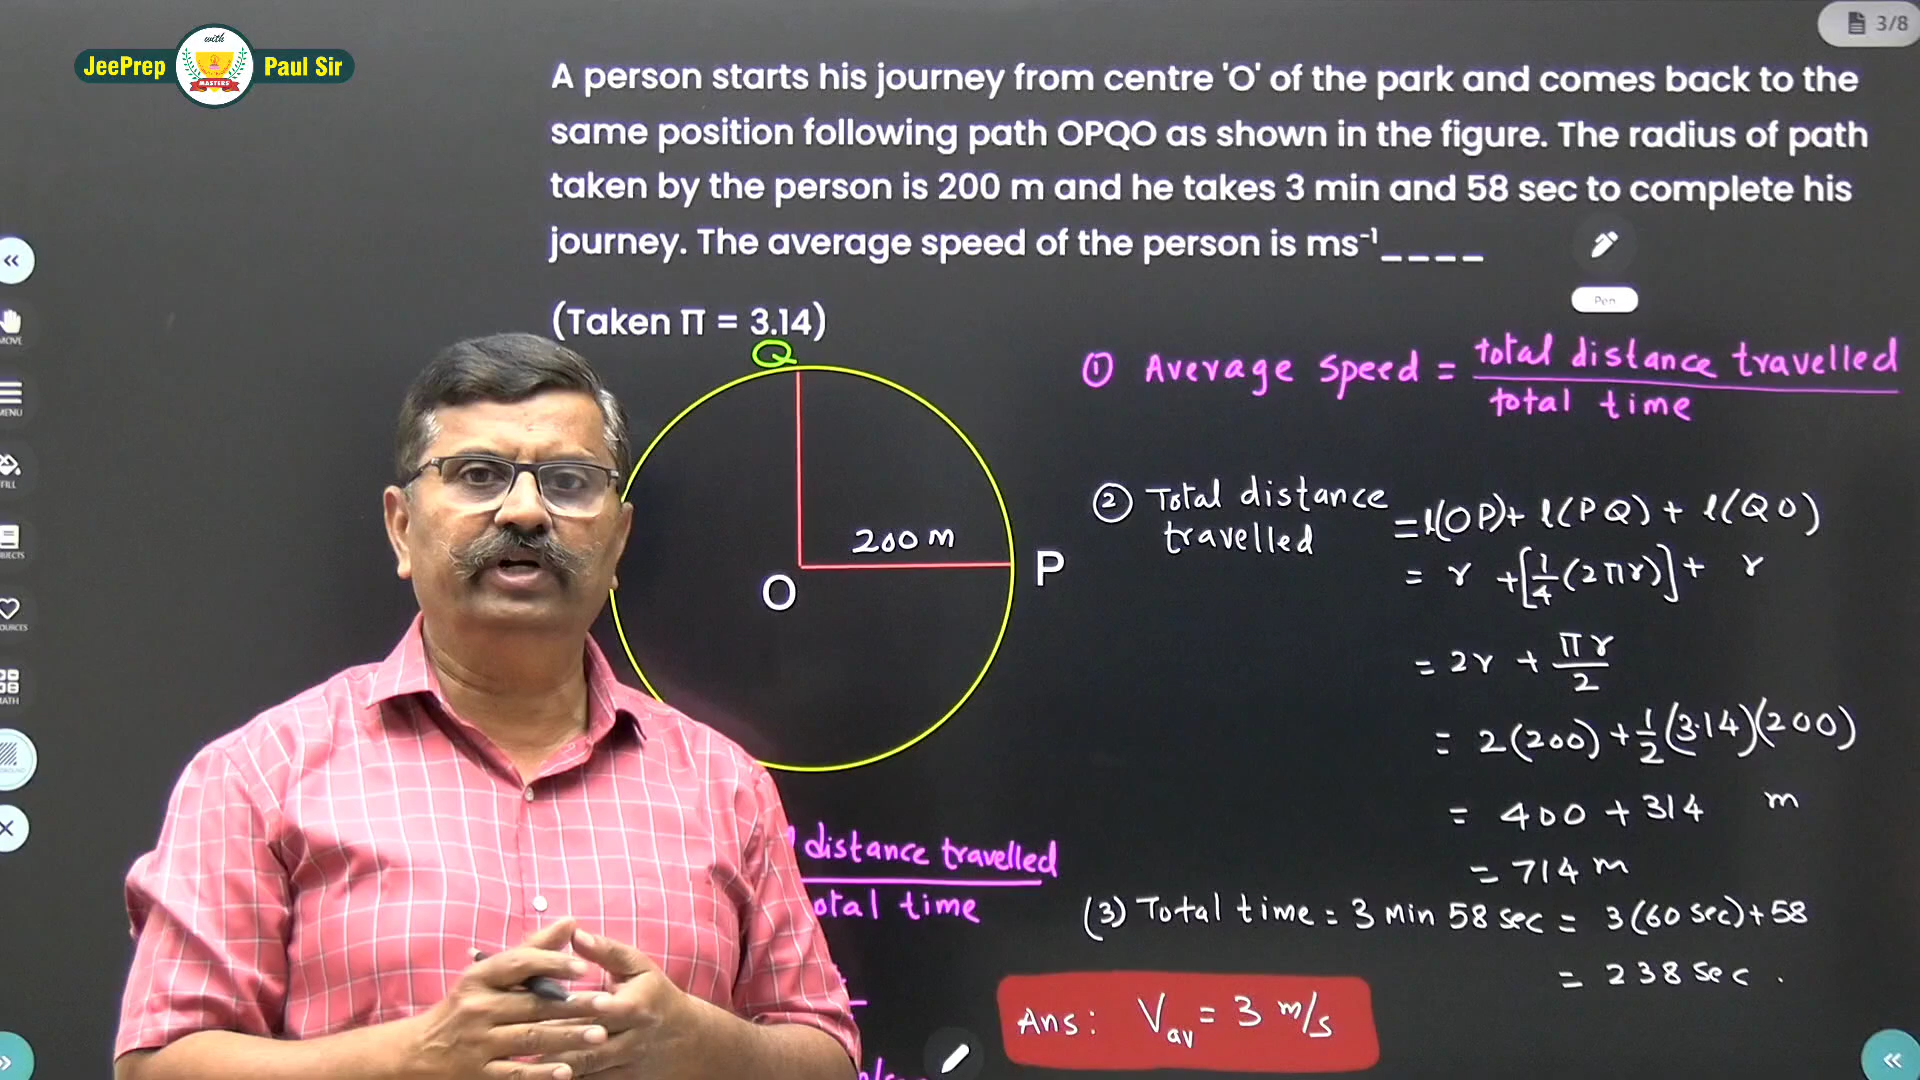 with
JeePrep
Paul Sir
MASTERS
3/8
A person starts his journey from centre 'O' of the park and comes back to the
same position following path OPQO as shown in the figure. The radius of path
taken by the person is 200 m and he takes 3 min and 58 sec to complete his
journey. The average speed of the person is ms⁻¹____
(Taken Π = 3.14)
Pen
MOVE
MENU
Q
200 m
O
P
① Average speed = total distance travelled / total time
② Total distance travelled = l(OP) + l(PQ) + l(QO)
= r + [1/4 (2πr)] + r
= 2r + πr/2
= 2(200) + 1/2 (3.14)(200)
= 400 + 314 m
= 714 m
(3) Total time = 3 min 58 sec = 3(60 sec) + 58
= 238 sec.
distance travelled
total time
Ans: Vav = 3 m/s